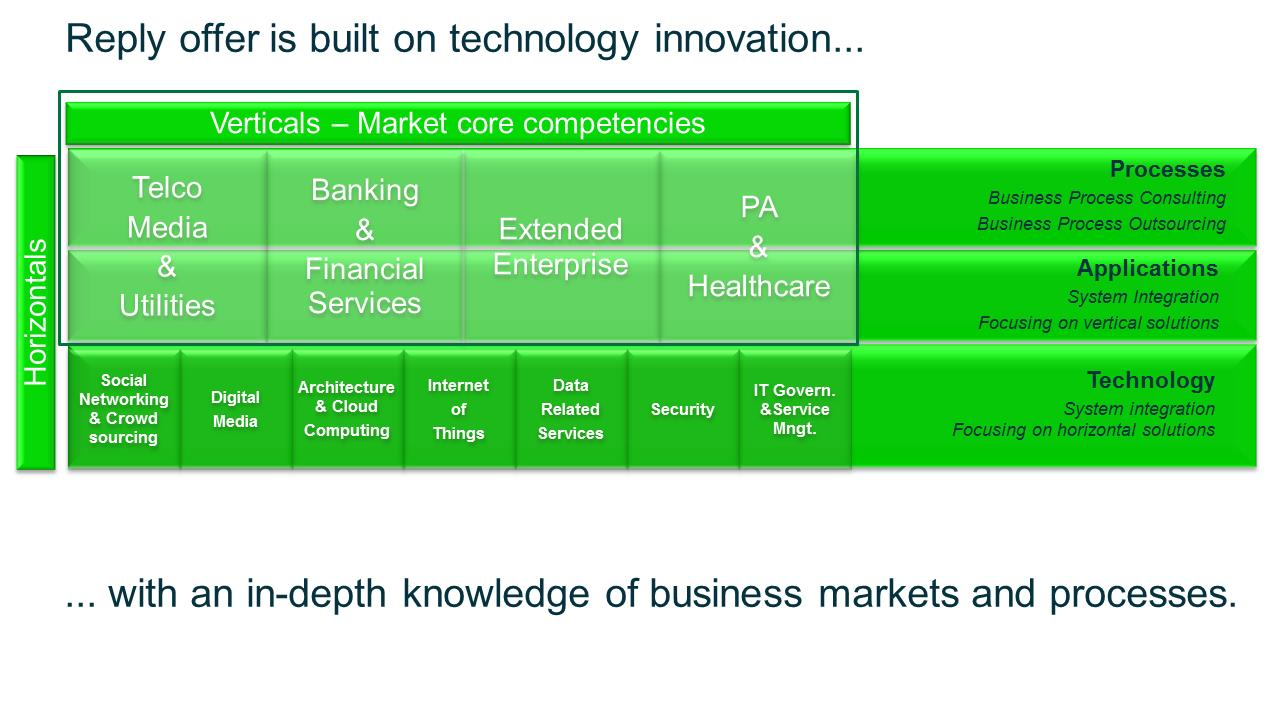 Reply offer is built on technology innovation...
Verticals – Market core competencies
Horizontals
Telco
Media
&
Utilities
Banking
&
Financial
Services
Extended
Enterprise
PA
&
Healthcare
Processes
Business Process Consulting
Business Process Outsourcing
Applications
System Integration
Focusing on vertical solutions
Social
Networking
& Crowd
sourcing
Digital
Media
Architecture
& Cloud
Computing
Internet
of
Things
Data
Related
Services
Security
IT Govern.
&Service
Mngt.
Technology
System integration
Focusing on horizontal solutions
... with an in-depth knowledge of business markets and processes.